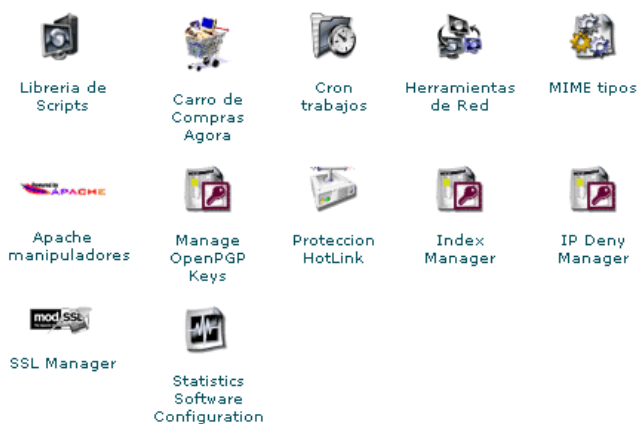 Libreria de
Scripts
Carro de
Compras
Agora
Cron
trabajos
Herramientas
de Red
MIME tipos
APACHE
Apache
manipuladores
Manage
OpenPGP
Keys
Proteccion
HotLink
Index
Manager
IP Deny
Manager
mod SSL
SSL Manager
Statistics
Software
Configuration